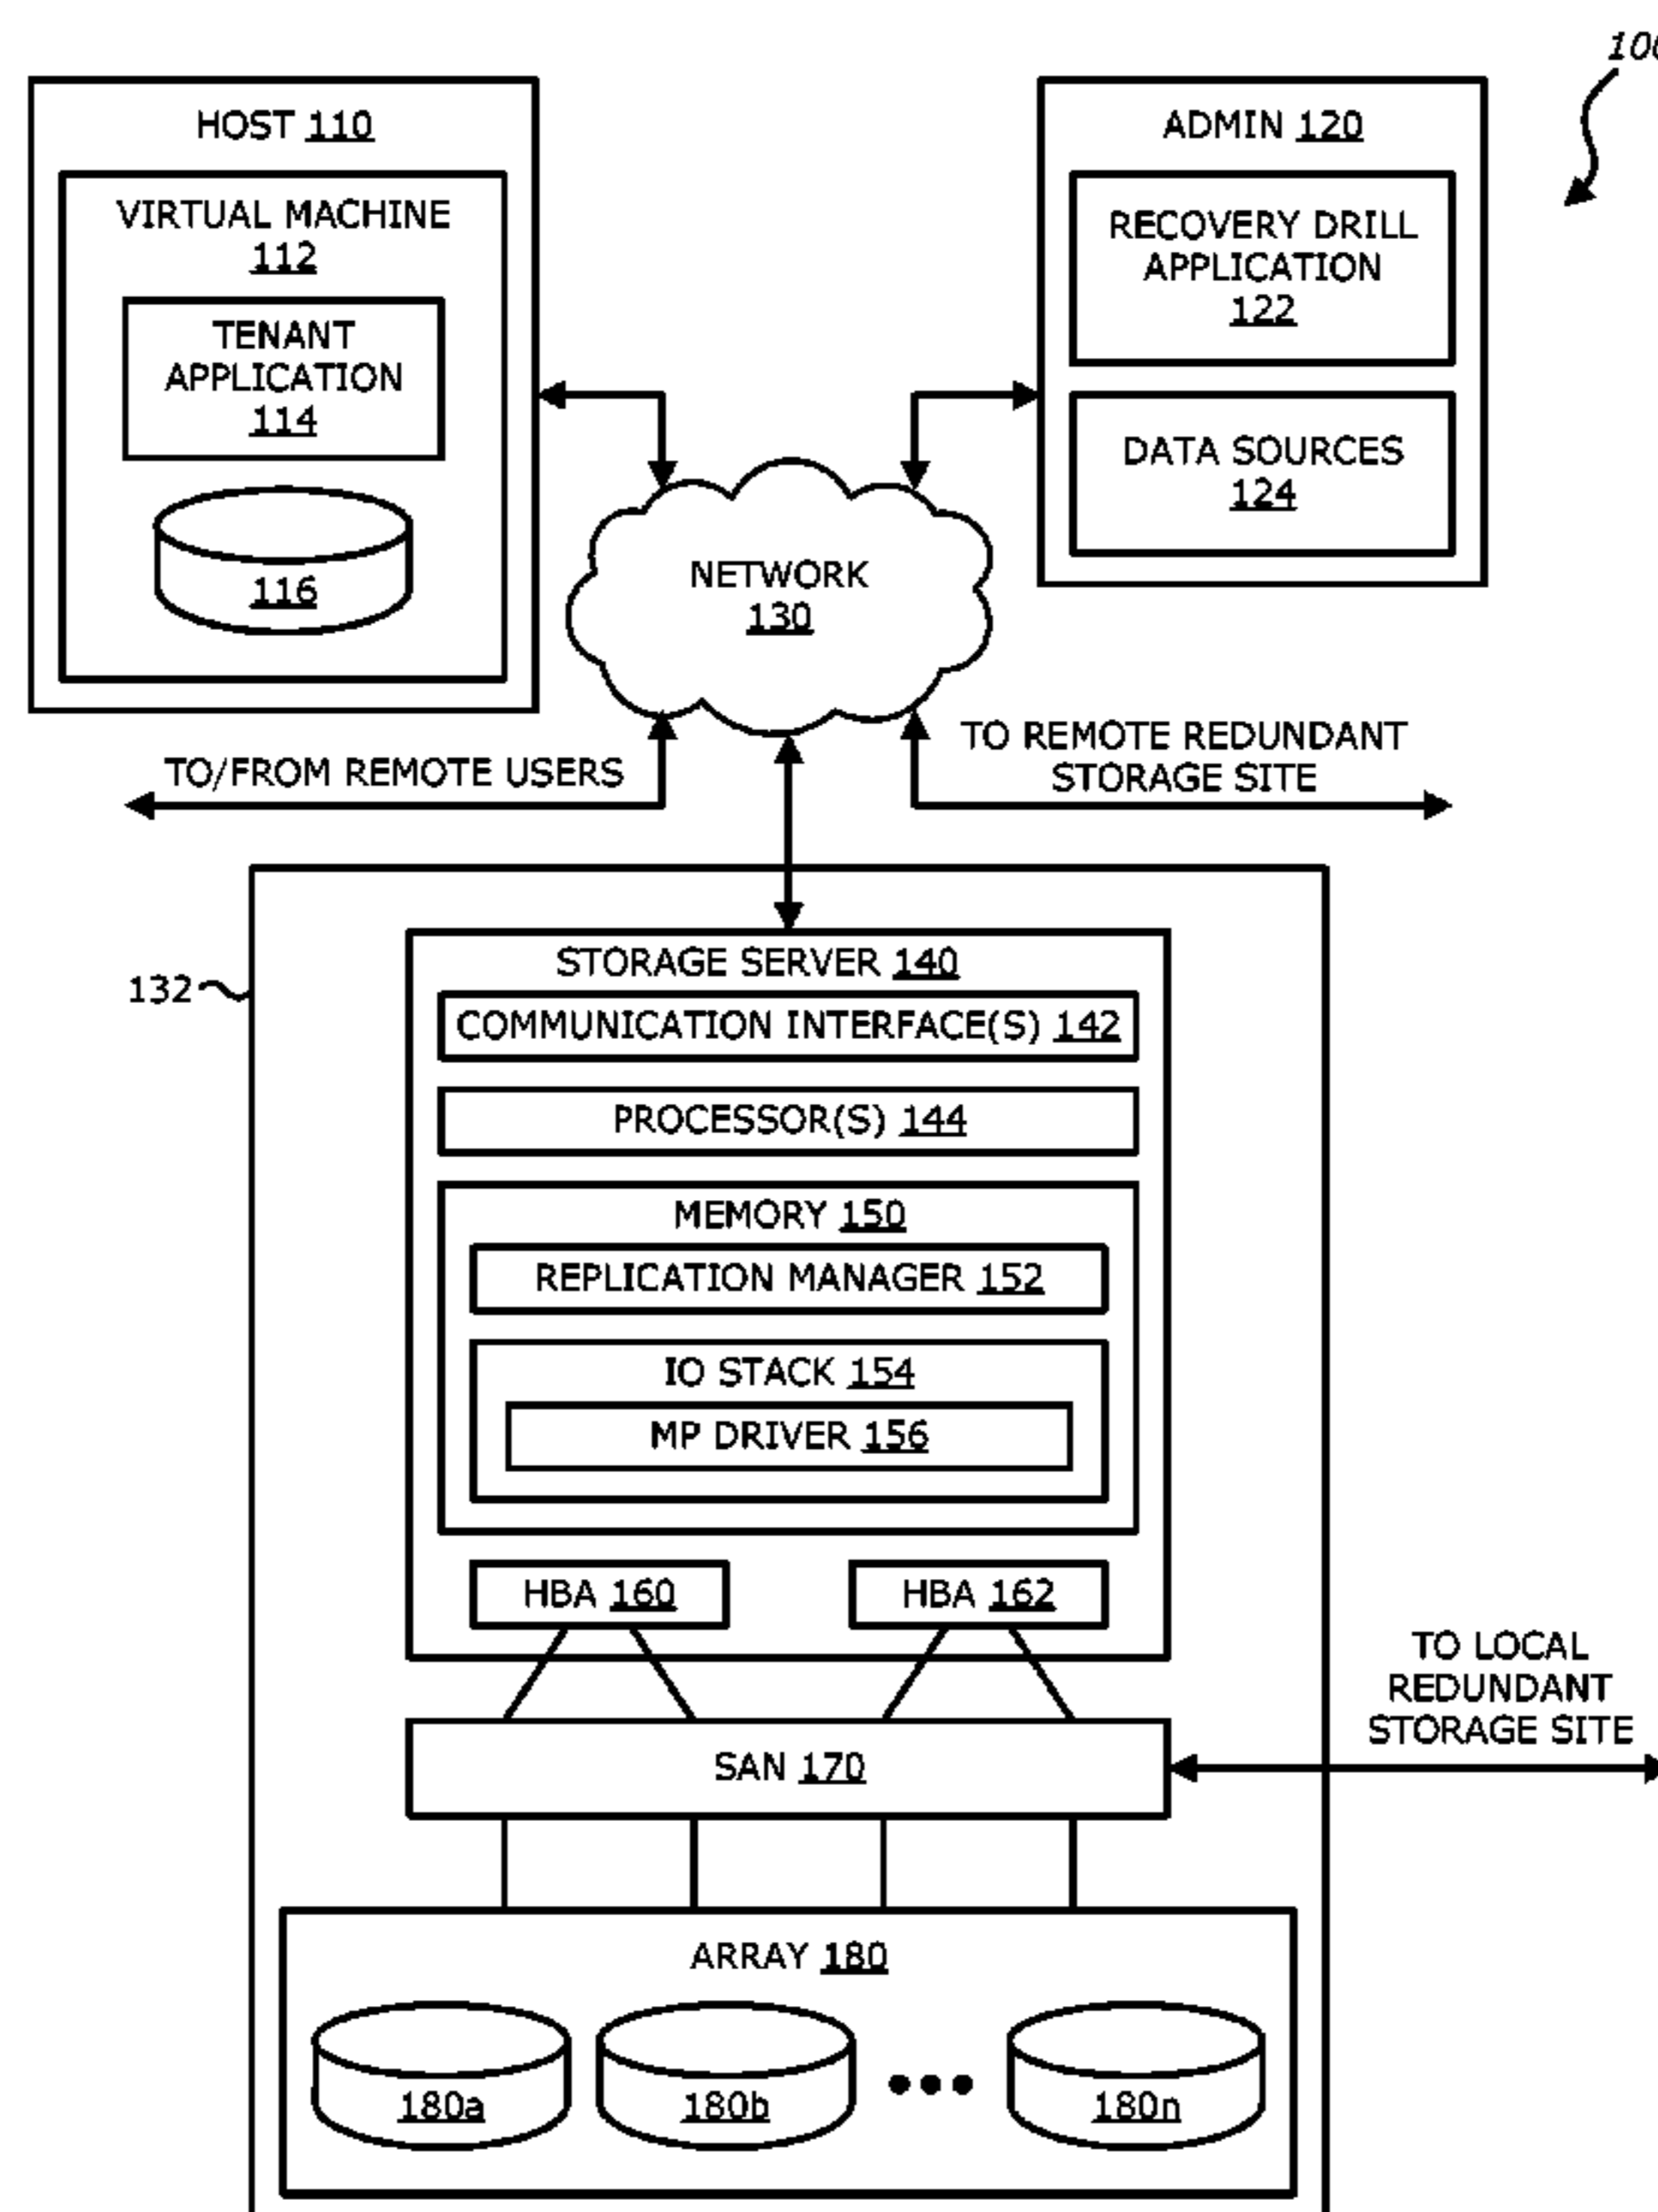 100
HOST 110
VIRTUAL MACHINE
112
TENANT
APPLICATION
114
116
ADMIN 120
RECOVERY DRILL
APPLICATION
122
DATA SOURCES
124
NETWORK
130
TO/FROM REMOTE USERS
TO REMOTE REDUNDANT
STORAGE SITE
132
STORAGE SERVER 140
COMMUNICATION INTERFACE(S) 142
PROCESSOR(S) 144
MEMORY 150
REPLICATION MANAGER 152
IO STACK 154
MP DRIVER 156
HBA 160
HBA 162
TO LOCAL
REDUNDANT
STORAGE SITE
SAN 170
ARRAY 180
180a
180b
180n